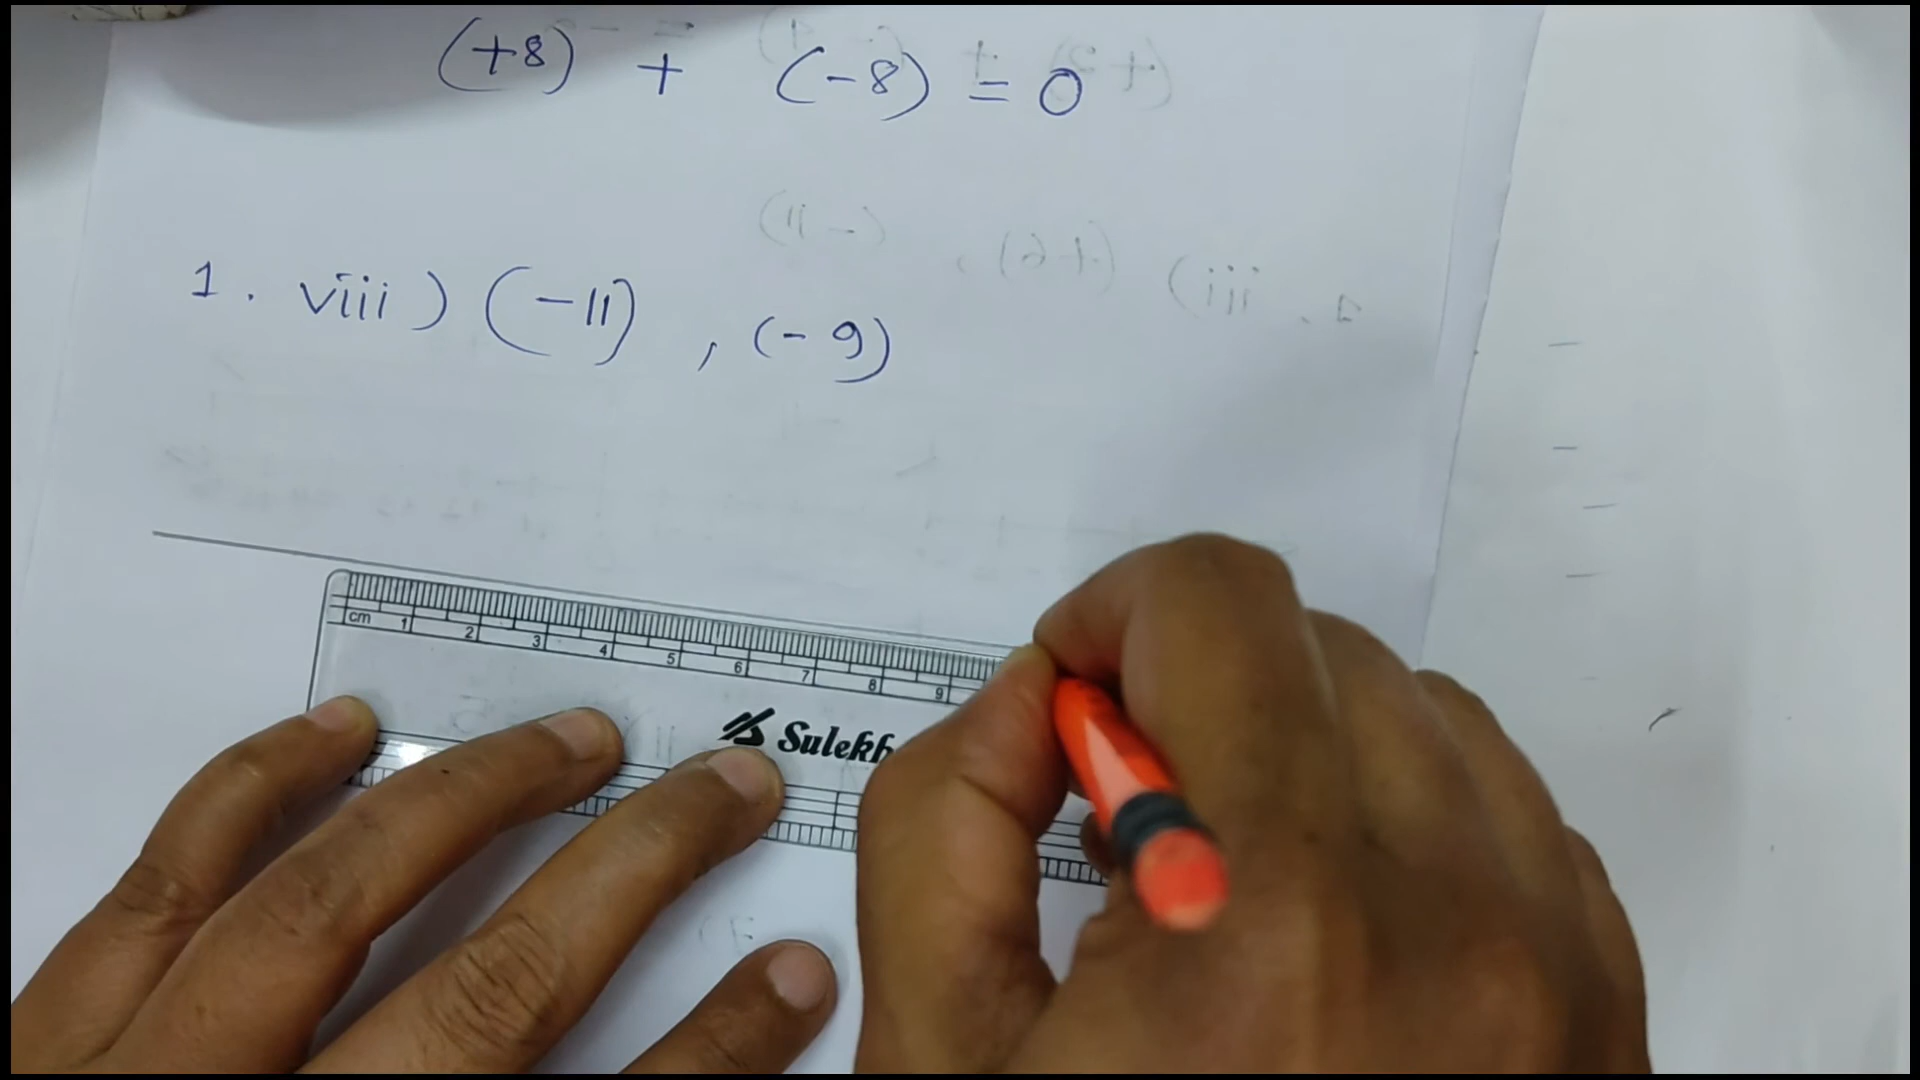 (+8) + (-8) = 0
1. viii) (-11) , (-9)
cm 1 2 3 4 5 6 7 8 9
Sulekh